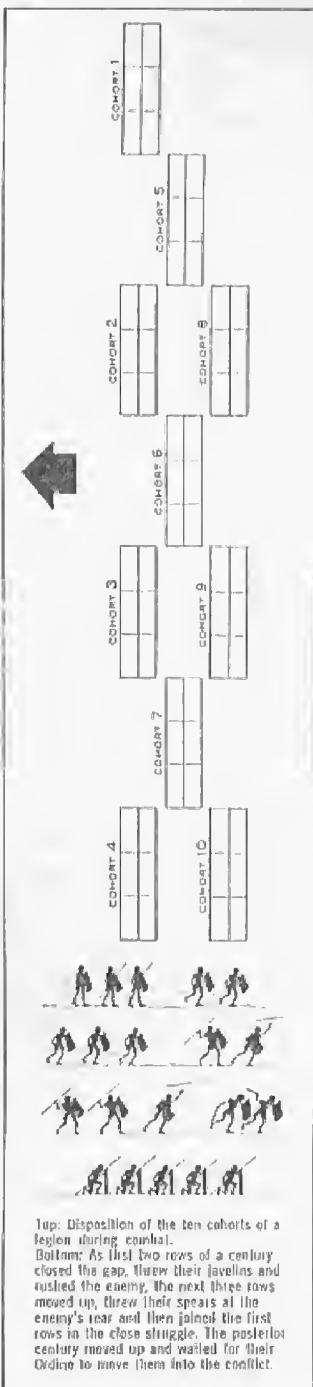 COHORT 1
COHORT 5
COHORT 2
COHORT 8
COHORT 6
COHORT 3
COHORT 9
COHORT 7
COHORT 4
COHORT 10
Top: Disposition of the ten cohorts of a
legion during combat.
Bottom: As first two rows of a century
closed the gap, threw their javelins and
rushed the enemy, the next three rows
moved up, threw their spears at the
enemy's rear and then joined the first
rows in the close struggle. The posterior
century moved up and waited for their
Ordine to move them into the conflict.